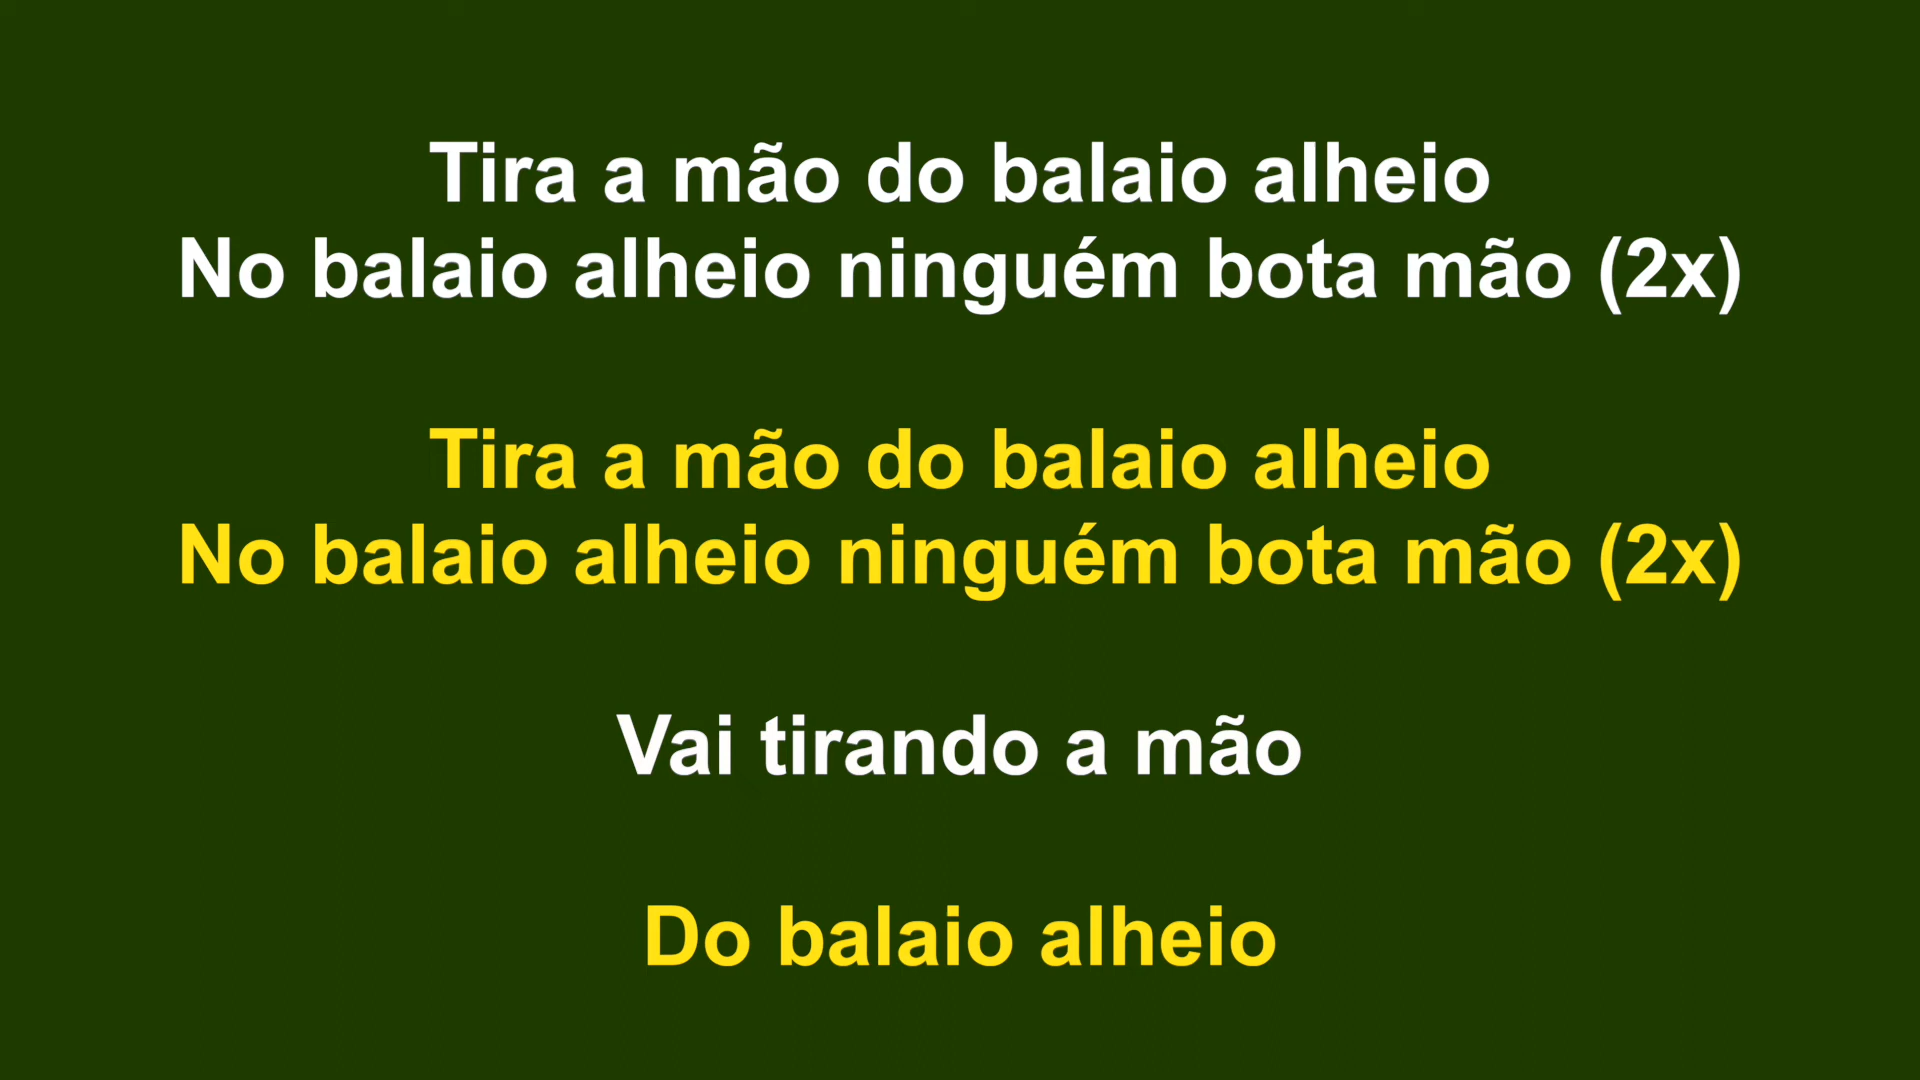 Tira a mão do balaio alheio
No balaio alheio ninguém bota mão (2x)
Tira a mão do balaio alheio
No balaio alheio ninguém bota mão (2x)
Vai tirando a mão
Do balaio alheio